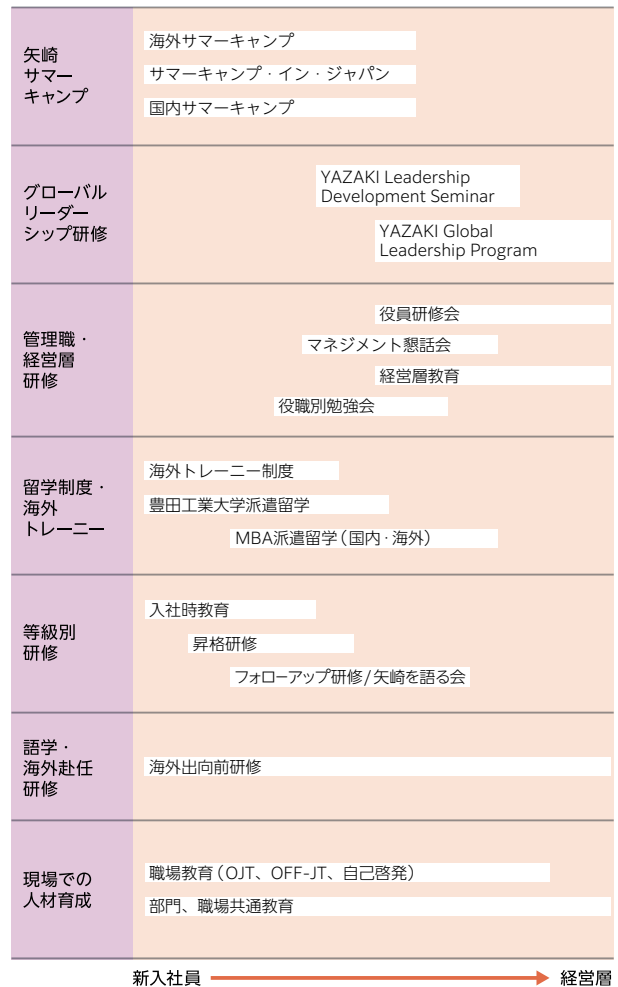 矢崎
サマー
キャンプ
海外サマーキャンプ
サマーキャンプ・イン・ジャパン
国内サマーキャンプ
グローバル
リーダー
シップ研修
YAZAKI Leadership
Development Seminar
YAZAKI Global
Leadership Program
管理職・
経営層
研修
役員研修会
マネジメント懇話会
経営層教育
役職別勉強会
留学制度・
海外
トレーニー
海外トレーニー制度
豊田工業大学派遣留学
MBA派遣留学（国内・海外）
等級別
研修
入社時教育
昇格研修
フォローアップ研修/矢崎を語る会
語学・
海外赴任
研修
海外出向前研修
現場での
人材育成
職場教育（OJT、OFF-JT、自己啓発）
部門、職場共通教育
新入社員
経営層